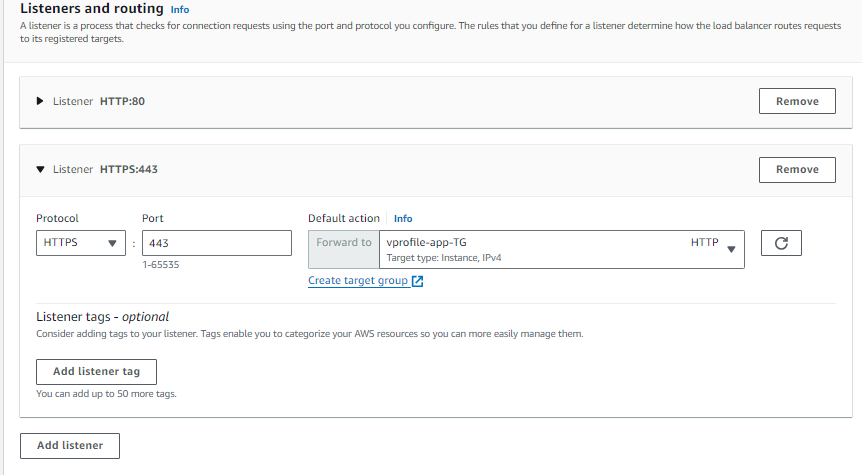 Listeners and routing Info
A listener is a process that checks for connection requests using the port and protocol you configure. The rules that you define for a listener determine how the load balancer routes requests
to its registered targets.
Listener HTTP:80
Remove
Listener HTTPS:443
Remove
Protocol Port Default action Info
HTTPS : 443 Forward to vprofile-app-TG HTTP
Target type: Instance, IPv4
1-65535
Create target group
Listener tags - optional
Consider adding tags to your listener. Tags enable you to categorize your AWS resources so you can more easily manage them.
Add listener tag
You can add up to 50 more tags.
Add listener